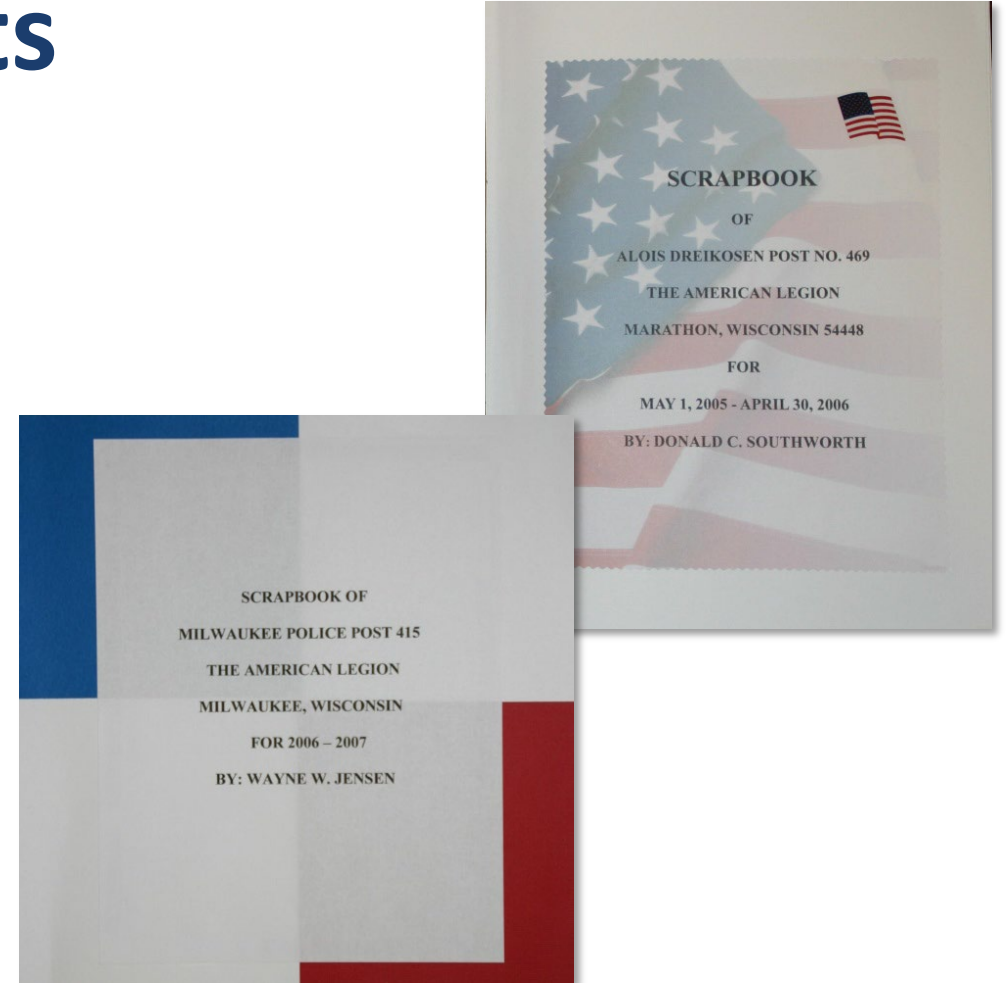 ts
SCRAPBOOK
OF
ALOIS DREIKOSEN POST NO. 469
THE AMERICAN LEGION
MARATHON, WISCONSIN 54448
FOR
MAY 1, 2005 - APRIL 30, 2006
BY: DONALD C. SOUTHWORTH
SCRAPBOOK OF
MILWAUKEE POLICE POST 415
THE AMERICAN LEGION
MILWAUKEE, WISCONSIN
FOR 2006 – 2007
BY: WAYNE W. JENSEN